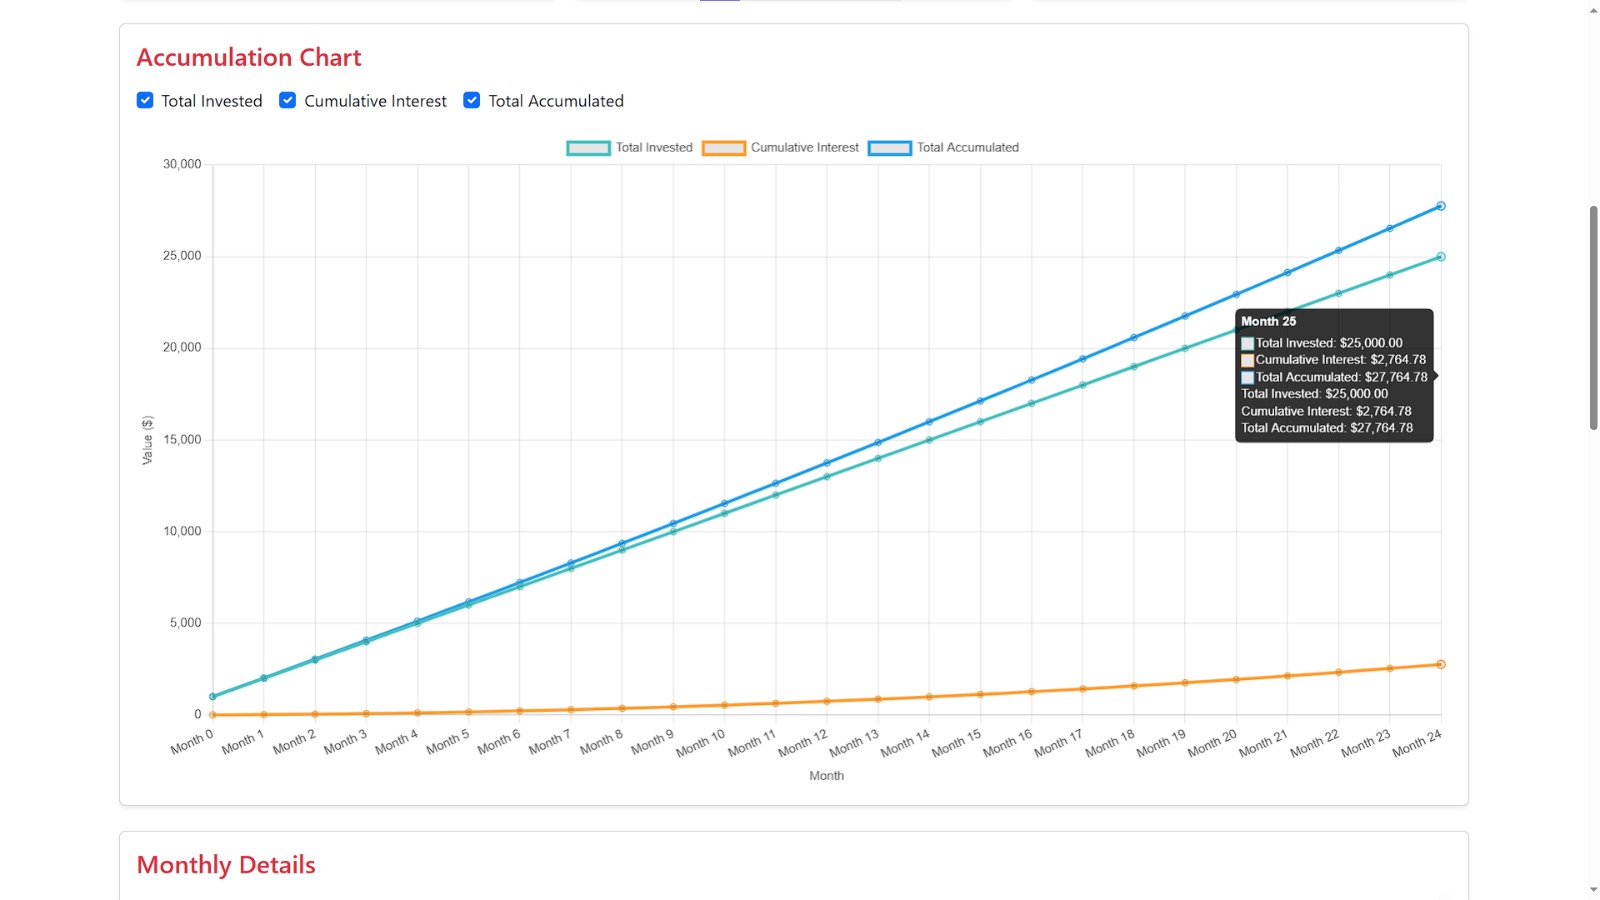 Accumulation Chart
Total Invested Cumulative Interest Total Accumulated
Total Invested Cumulative Interest Total Accumulated
30,000
25,000
20,000
15,000
10,000
5,000
0
Value ($)
Month 25
Total Invested: $25,000.00
Cumulative Interest: $2,764.78
Total Accumulated: $27,764.78
Total Invested: $25,000.00
Cumulative Interest: $2,764.78
Total Accumulated: $27,764.78
Month 0 Month 1 Month 2 Month 3 Month 4 Month 5 Month 6 Month 7 Month 8 Month 9 Month 10 Month 11 Month 12 Month 13 Month 14 Month 15 Month 16 Month 17 Month 18 Month 19 Month 20 Month 21 Month 22 Month 23 Month 24
Month
Monthly Details